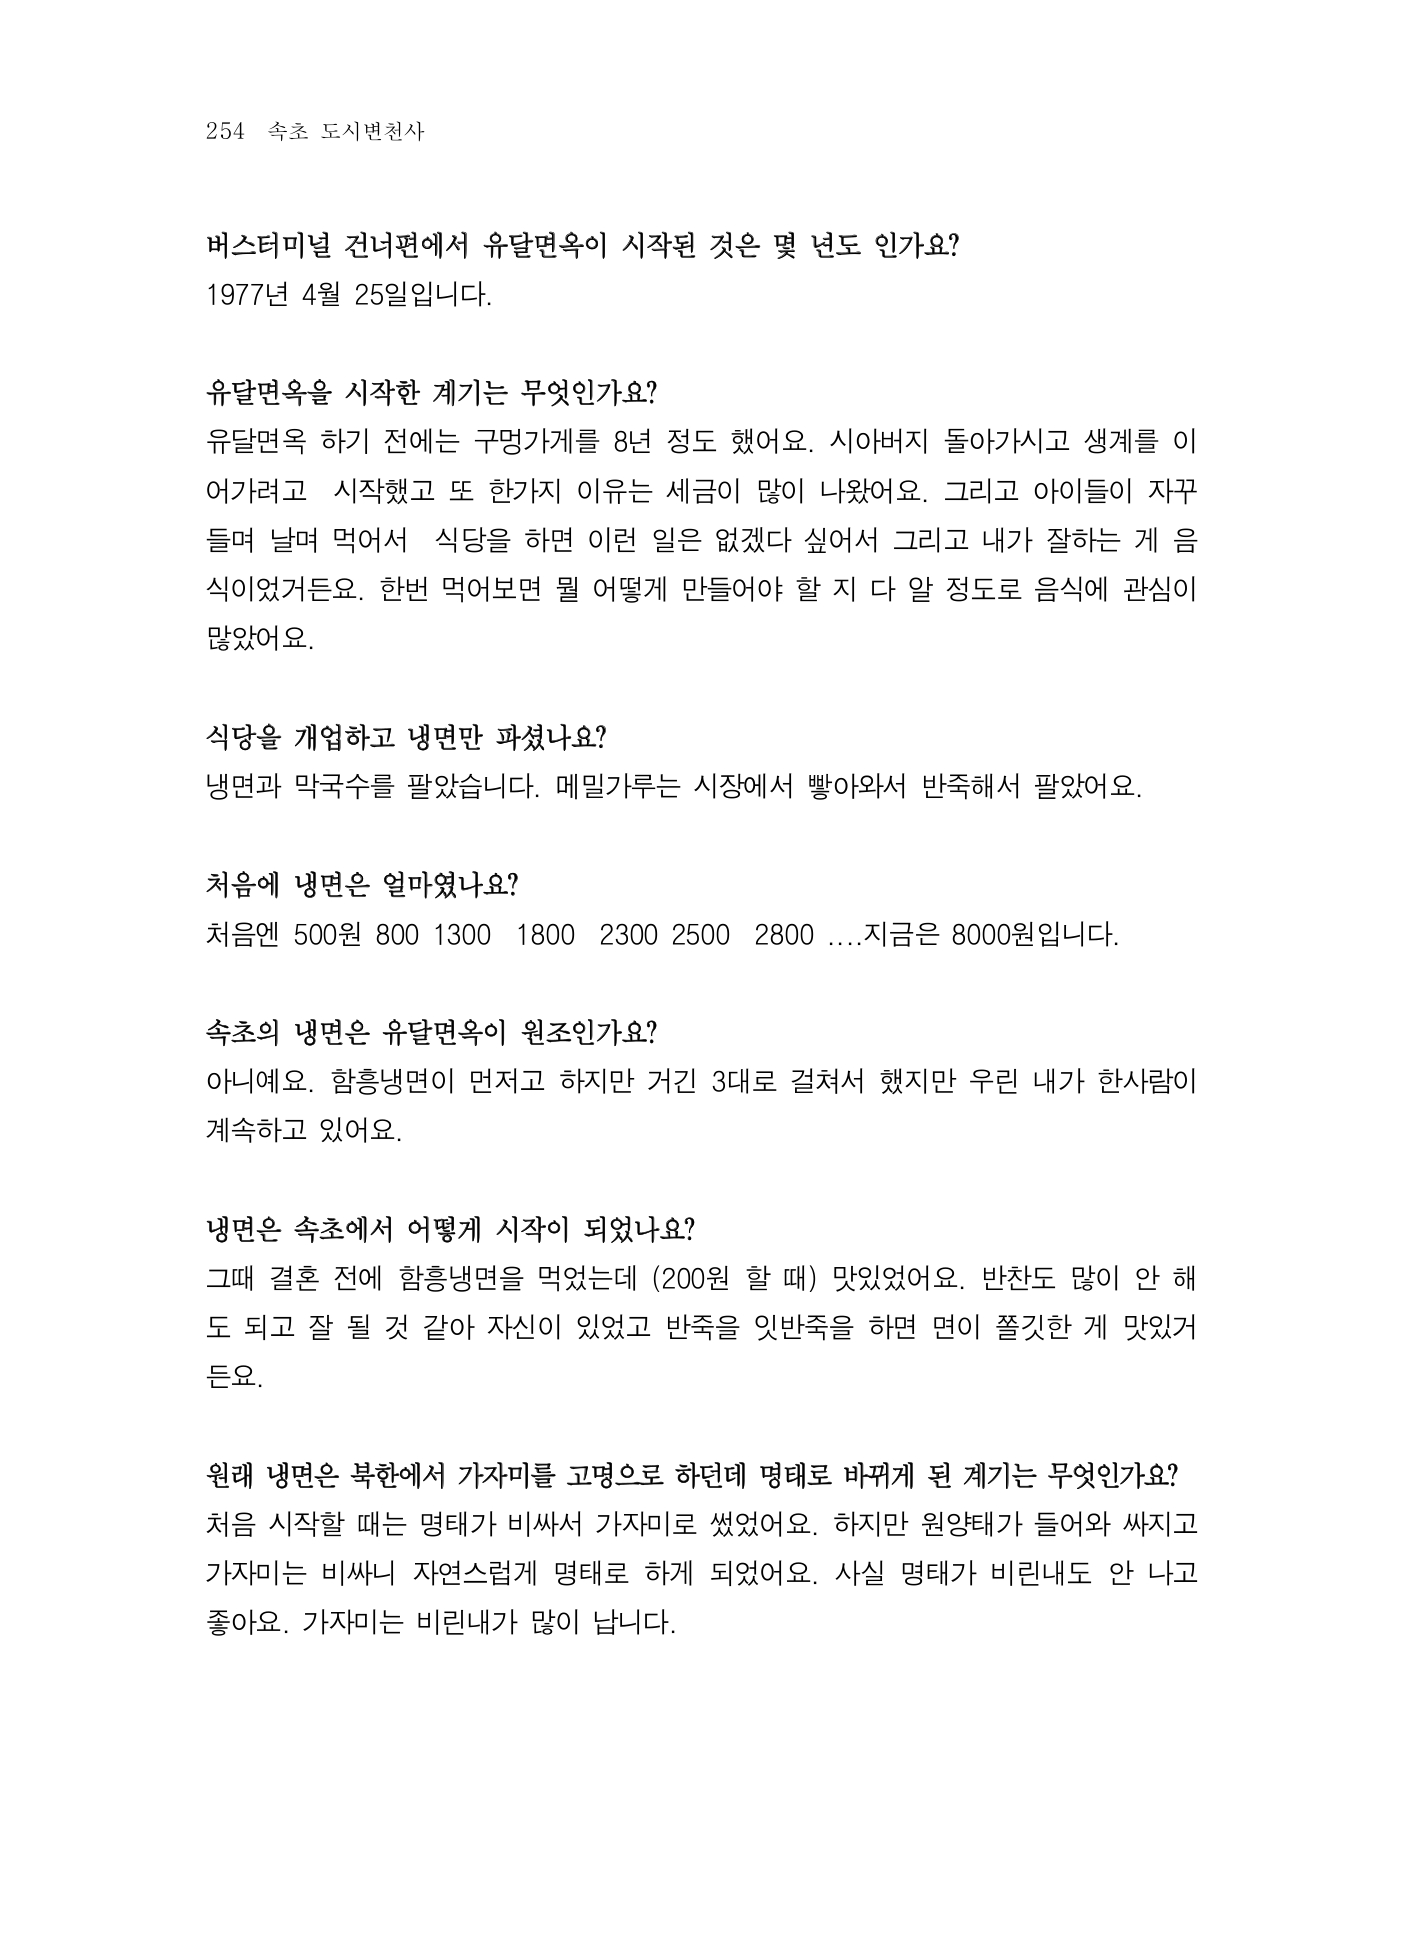 254 속초 도시변천사
버스터미널 건너편에서 유달면옥이 시작된 것은 몇 년도 인가요?
1977년 4월 25일입니다.
유달면옥을 시작한 계기는 무엇인가요?
유달면옥 하기 전에는 구멍가게를 8년 정도 했어요. 시아버지 돌아가시고 생계를 이
어가려고 시작했고 또 한가지 이유는 세금이 많이 나왔어요. 그리고 아이들이 자꾸
들며 날며 먹어서 식당을 하면 이런 일은 없겠다 싶어서 그리고 내가 잘하는 게 음
식이었거든요. 한번 먹어보면 뭘 어떻게 만들어야 할 지 다 알 정도로 음식에 관심이
많았어요.
식당을 개업하고 냉면만 파셨나요?
냉면과 막국수를 팔았습니다. 메밀가루는 시장에서 빻아와서 반죽해서 팔았어요.
처음에 냉면은 얼마였나요?
처음엔 500원 800 1300 1800 2300 2500 2800 ....지금은 8000원입니다.
속초의 냉면은 유달면옥이 원조인가요?
아니예요. 함흥냉면이 먼저고 하지만 거긴 3대로 걸쳐서 했지만 우린 내가 한사람이
계속하고 있어요.
냉면은 속초에서 어떻게 시작이 되었나요?
그때 결혼 전에 함흥냉면을 먹었는데 (200원 할 때) 맛있었어요. 반찬도 많이 안 해
도 되고 잘 될 것 같아 자신이 있었고 반죽을 잇반죽을 하면 면이 쫄깃한 게 맛있거
든요.
원래 냉면은 북한에서 가자미를 고명으로 하던데 명태로 바뀌게 된 계기는 무엇인가요?
처음 시작할 때는 명태가 비싸서 가자미로 썼었어요. 하지만 원양태가 들어와 싸지고
가자미는 비싸니 자연스럽게 명태로 하게 되었어요. 사실 명태가 비린내도 안 나고
좋아요. 가자미는 비린내가 많이 납니다.